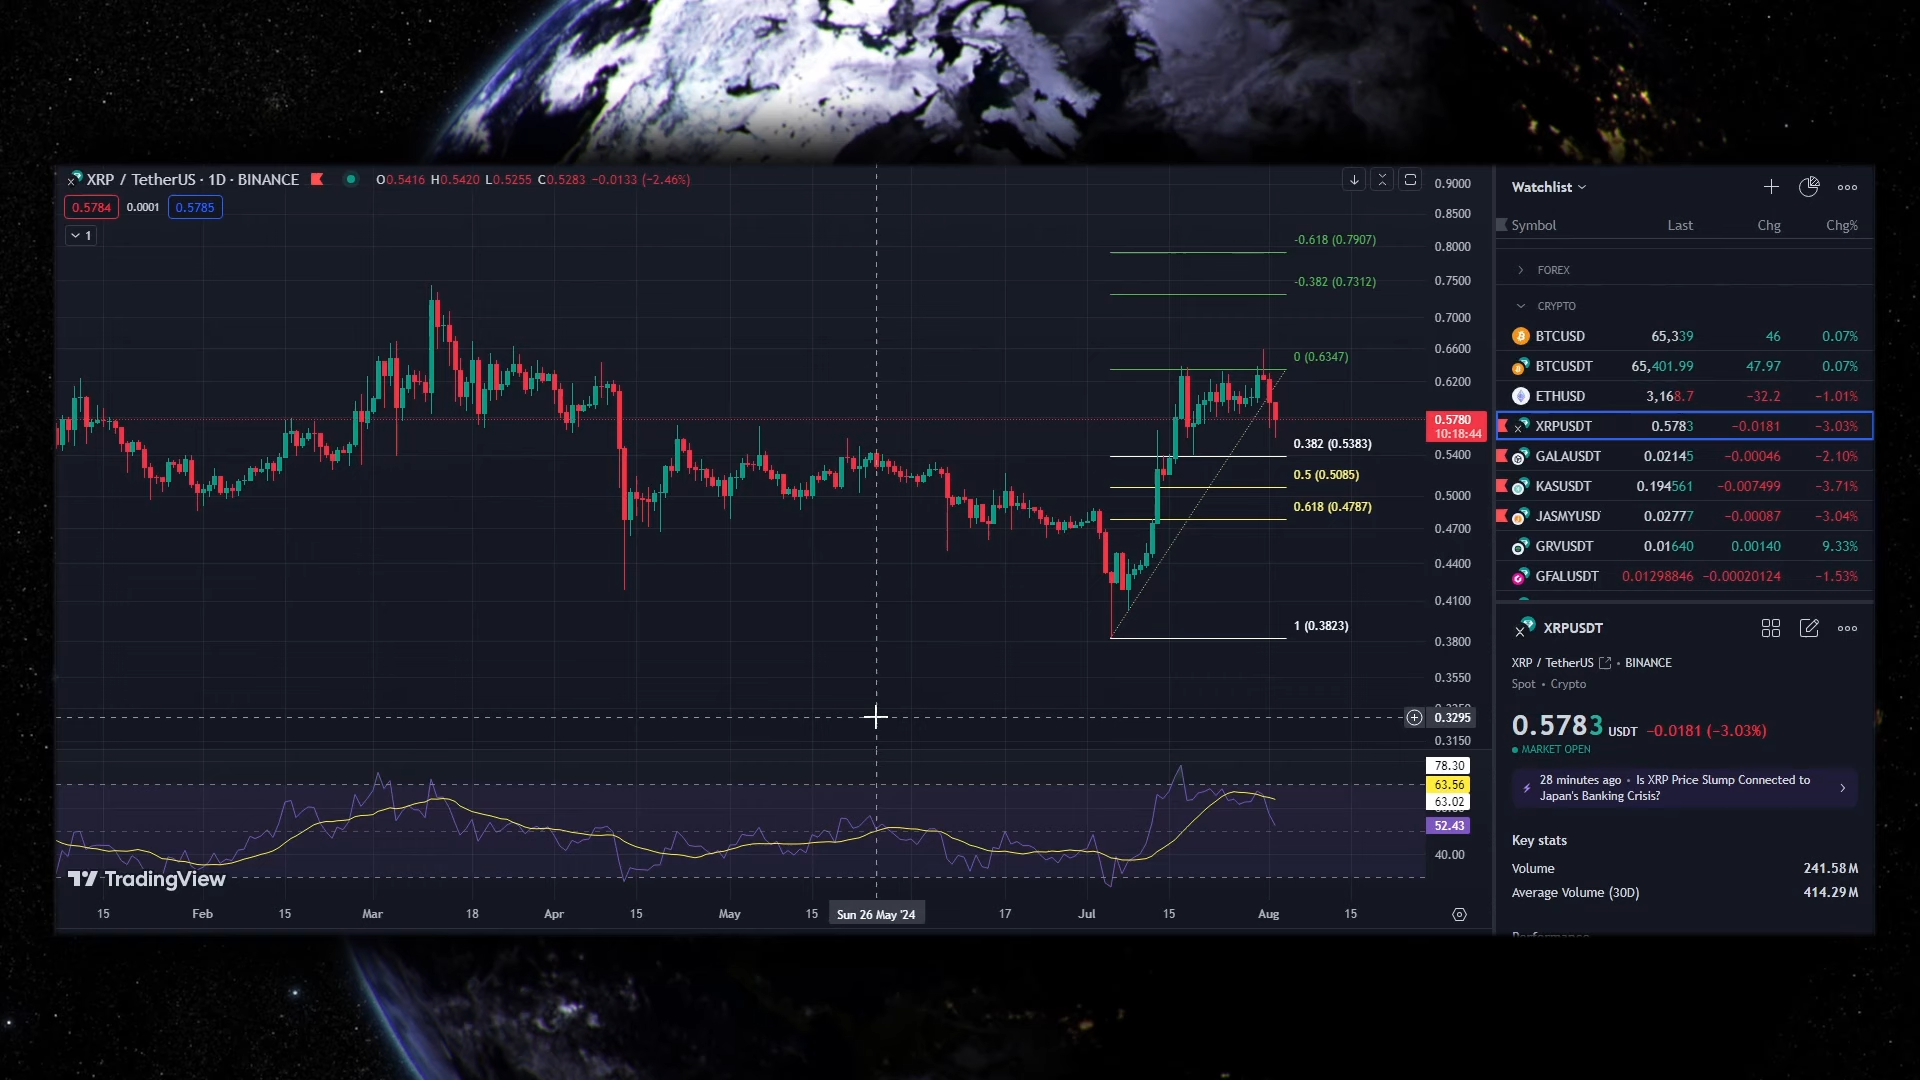 XRP / TetherUS · 1D · BINANCE O0.5416 H0.5420 L0.5255 C0.5283 −0.0133 (−2.46%)
0.5784 0.0001 0.5785
1
-0.618 (0.7907)
-0.382 (0.7312)
0 (0.6347)
0.382 (0.5383)
0.5 (0.5085)
0.618 (0.4787)
1 (0.3823)
0.9000
0.8500
0.8000
0.7500
0.7000
0.6600
0.6200
0.5780
10:18:44
0.5400
0.5000
0.4700
0.4400
0.4100
0.3800
0.3550
0.3295
0.3150
78.30
63.56
63.02
52.43
40.00
TradingView
15 Feb 15 Mar 18 Apr 15 May 15 Sun 26 May '24 17 Jul 15 Aug 15
Watchlist
Symbol Last Chg Chg%
FOREX
CRYPTO
BTCUSD 65,339 46 0.07%
BTCUSDT 65,401.99 47.97 0.07%
ETHUSD 3,168.7 −32.2 −1.01%
XRPUSDT 0.5783 −0.0181 −3.03%
GALAUSDT 0.02145 −0.00046 −2.10%
KASUSDT 0.194561 −0.007499 −3.71%
JASMYUSD 0.02777 −0.00087 −3.04%
GRVUSDT 0.01640 0.00140 9.33%
GFALUSDT 0.01298846 −0.00020124 −1.53%
XRPUSDT
XRP / TetherUS • BINANCE
Spot • Crypto
0.5783 USDT −0.0181 (−3.03%)
MARKET OPEN
28 minutes ago • Is XRP Price Slump Connected to
Japan's Banking Crisis?
Key stats
Volume 241.58M
Average Volume (30D) 414.29M